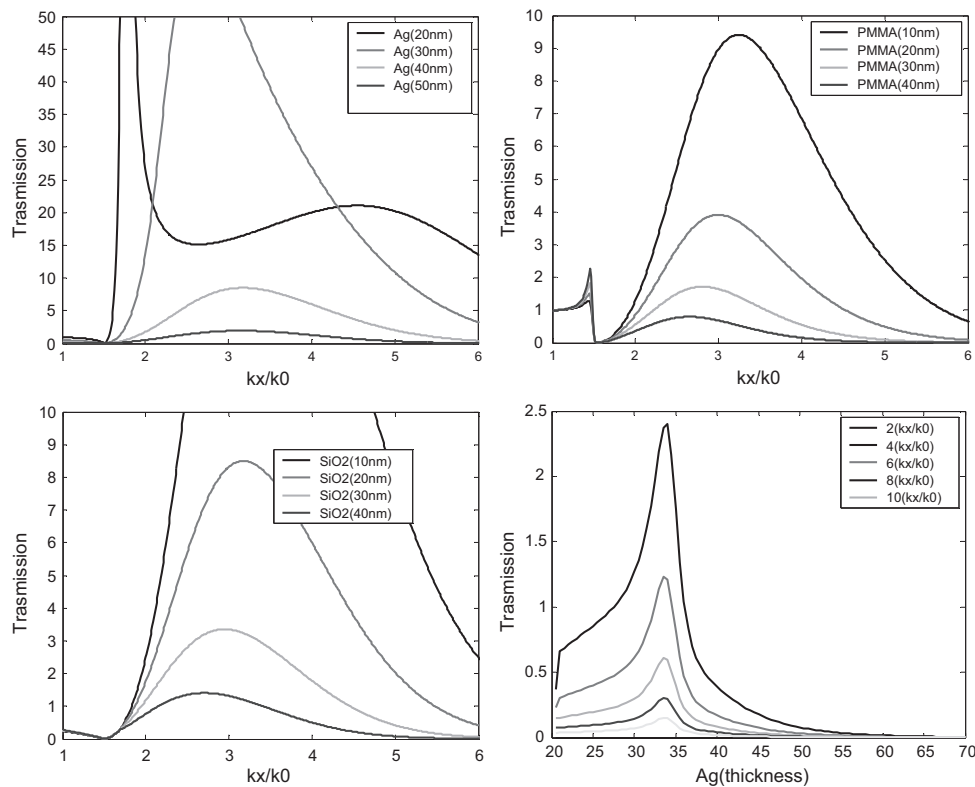 50
45
40
35
30
25
20
15
10
5
0
1
2
3
4
5
6
Trasmission
kx/k0
Ag(20nm)
Ag(30nm)
Ag(40nm)
Ag(50nm)
10
9
8
7
6
5
4
3
2
1
0
1
2
3
4
5
6
Trasmission
kx/k0
PMMA(10nm)
PMMA(20nm)
PMMA(30nm)
PMMA(40nm)
10
9
8
7
6
5
4
3
2
1
0
1
2
3
4
5
6
Trasmission
kx/k0
SiO2(10nm)
SiO2(20nm)
SiO2(30nm)
SiO2(40nm)
2.5
2
1.5
1
0.5
0
20
25
30
35
40
45
50
55
60
65
70
Trasmission
Ag(thickness)
2(kx/k0)
4(kx/k0)
6(kx/k0)
8(kx/k0)
10(kx/k0)